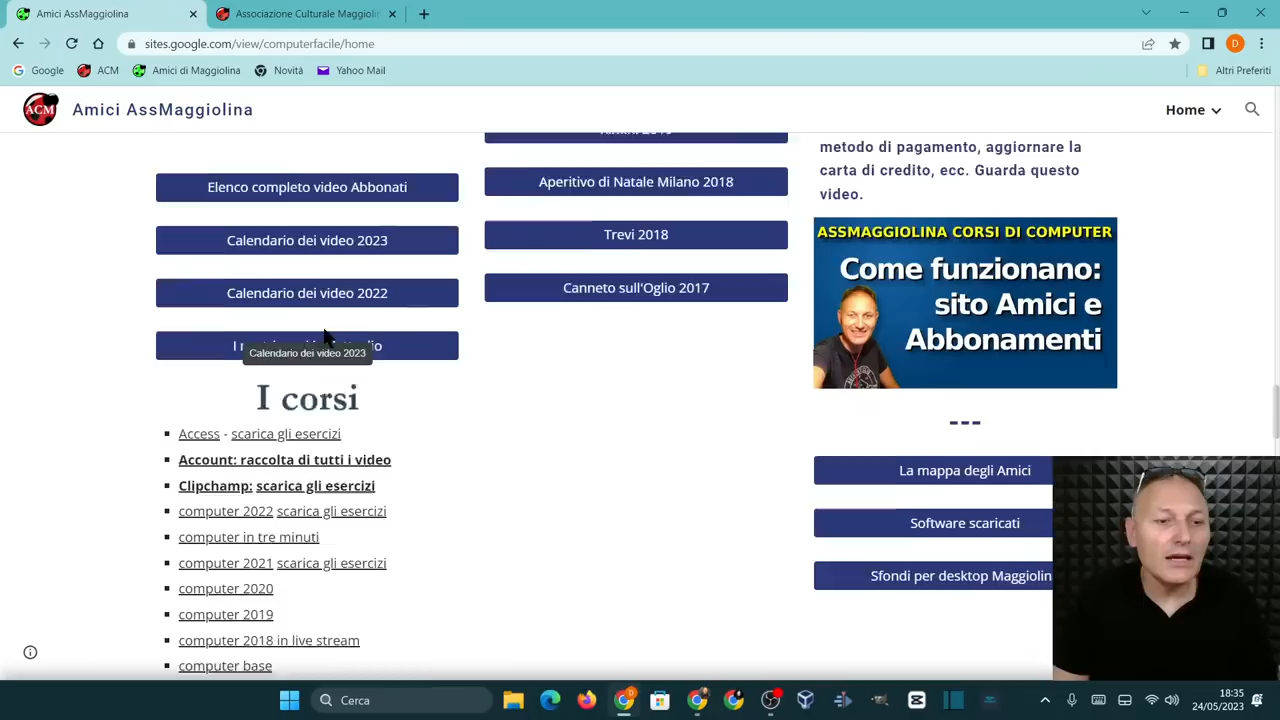 Amici AssMaggiolina
Associazione Culturale Maggiolin
sites.google.com/view/computerfacile/home
D
Google
ACM
Amici di Maggiolina
Novità
Yahoo Mail
Altri Preferiti
ACM
Amici AssMaggiolina
Home
Elenco completo video Abbonati
Calendario dei video 2023
Calendario dei video 2022
Calendario dei video 2023
I corsi
Access - scarica gli esercizi
Account: raccolta di tutti i video
Clipchamp: scarica gli esercizi
computer 2022 scarica gli esercizi
computer in tre minuti
computer 2021 scarica gli esercizi
computer 2020
computer 2019
computer 2018 in live stream
computer base
Aperitivo di Natale Milano 2018
Trevi 2018
Canneto sull'Oglio 2017
metodo di pagamento, aggiornare la
carta di credito, ecc. Guarda questo
video.
ASSMAGGIOLINA CORSI DI COMPUTER
Come funzionano:
sito Amici e
Abbonamenti
---
La mappa degli Amici
Software scaricati
Sfondi per desktop Maggiolin
Cerca
18:35
24/05/2023